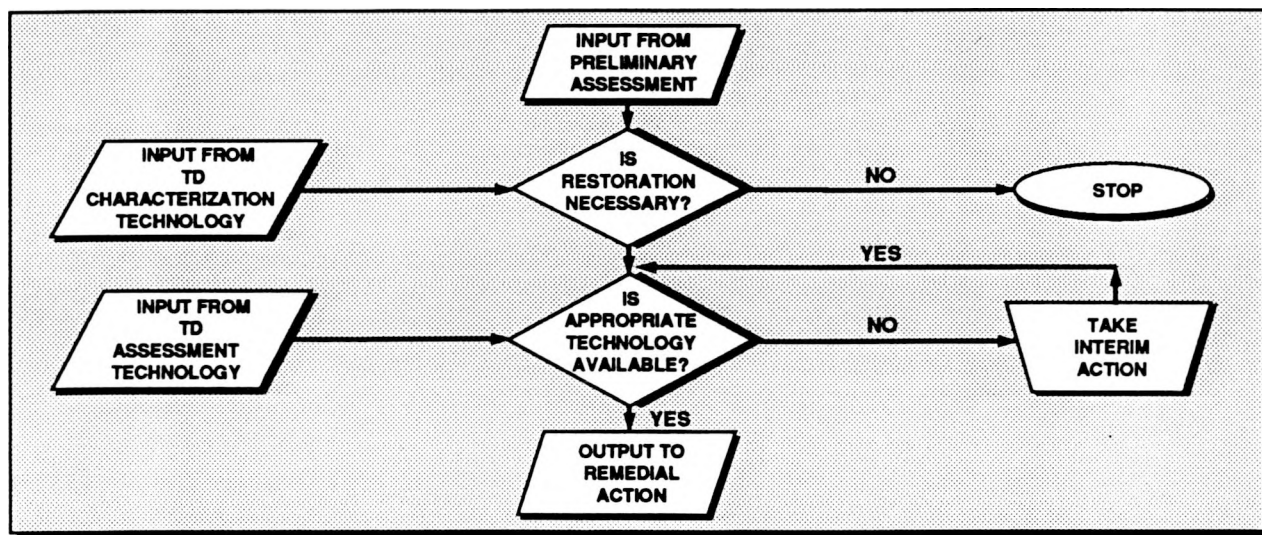 INPUT FROM
PRELIMINARY
ASSESSMENT
INPUT FROM
TD
CHARACTERIZATION
TECHNOLOGY
IS
RESTORATION
NECESSARY?
NO
STOP
YES
INPUT FROM
TD
ASSESSMENT
TECHNOLOGY
IS
APPROPRIATE
TECHNOLOGY
AVAILABLE?
NO
TAKE
INTERIM
ACTION
YES
OUTPUT TO
REMEDIAL
ACTION